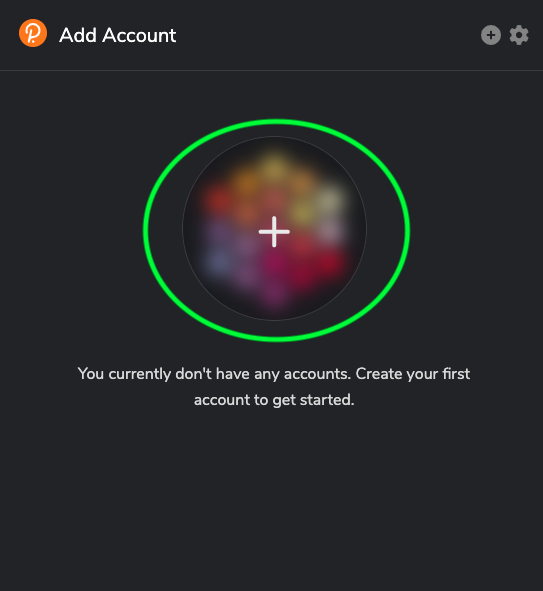 Add Account
You currently don't have any accounts. Create your first
account to get started.